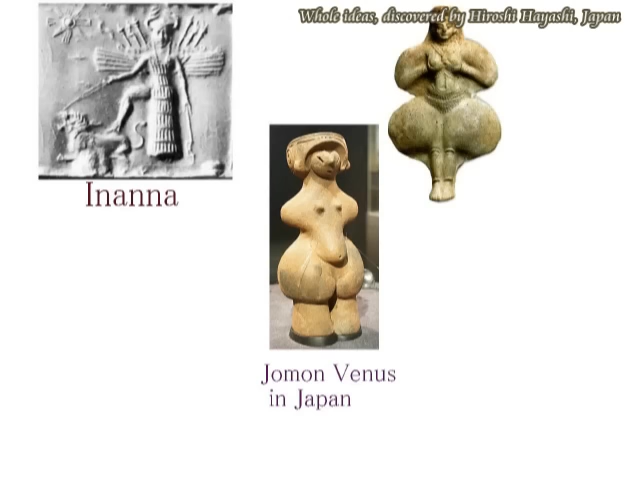 Whole ideas, discovered by Hiroshi Hayashi, Japan
Inanna
Jomon Venus
in Japan